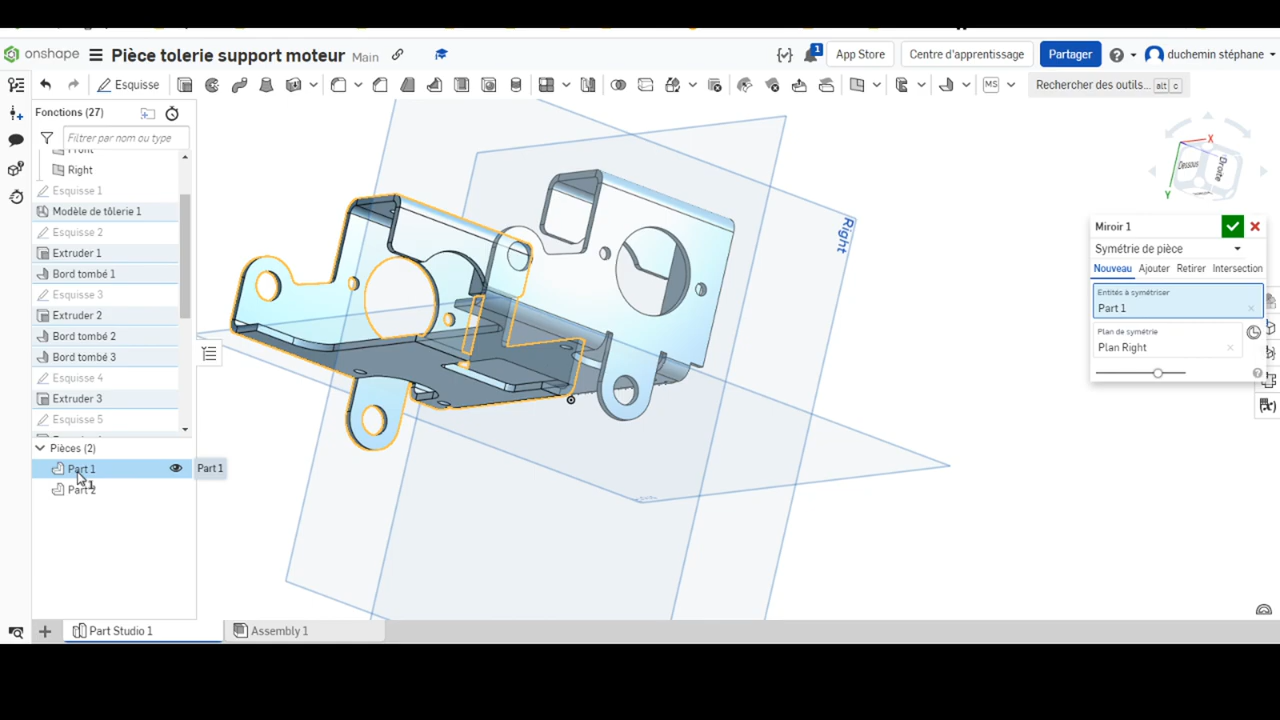 onshape Pièce tolerie support moteur Main 1 App Store Centre d'apprentissage Partager duchemin stéphane
Esquisse MS Rechercher des outils... alt c
Fonctions (27)
Filtrer par nom ou type
Front
Right
Esquisse 1
Modèle de tôlerie 1
Esquisse 2
Extruder 1
Bord tombé 1
Esquisse 3
Extruder 2
Bord tombé 2
Bord tombé 3
Esquisse 4
Extruder 3
Esquisse 5
Pièces (2)
Part 1
Part 1
Part 2
Right
X
Dessous
Droite
Y
Miroir 1
Symétrie de pièce
Nouveau Ajouter Retirer Intersection
Entités à symétriser
Part 1
Plan de symétrie
Plan Right
Part Studio 1 Assembly 1